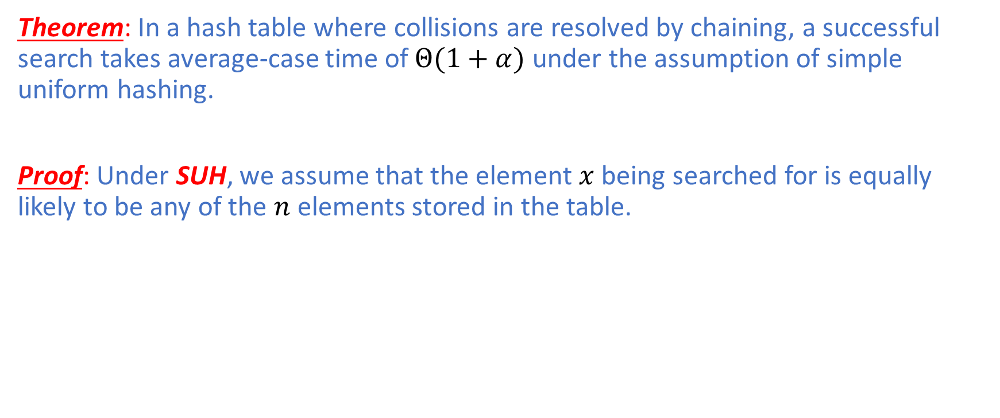 Theorem: In a hash table where collisions are resolved by chaining, a successful
search takes average-case time of Θ(1 + α) under the assumption of simple
uniform hashing.
Proof: Under SUH, we assume that the element x being searched for is equally
likely to be any of the n elements stored in the table.